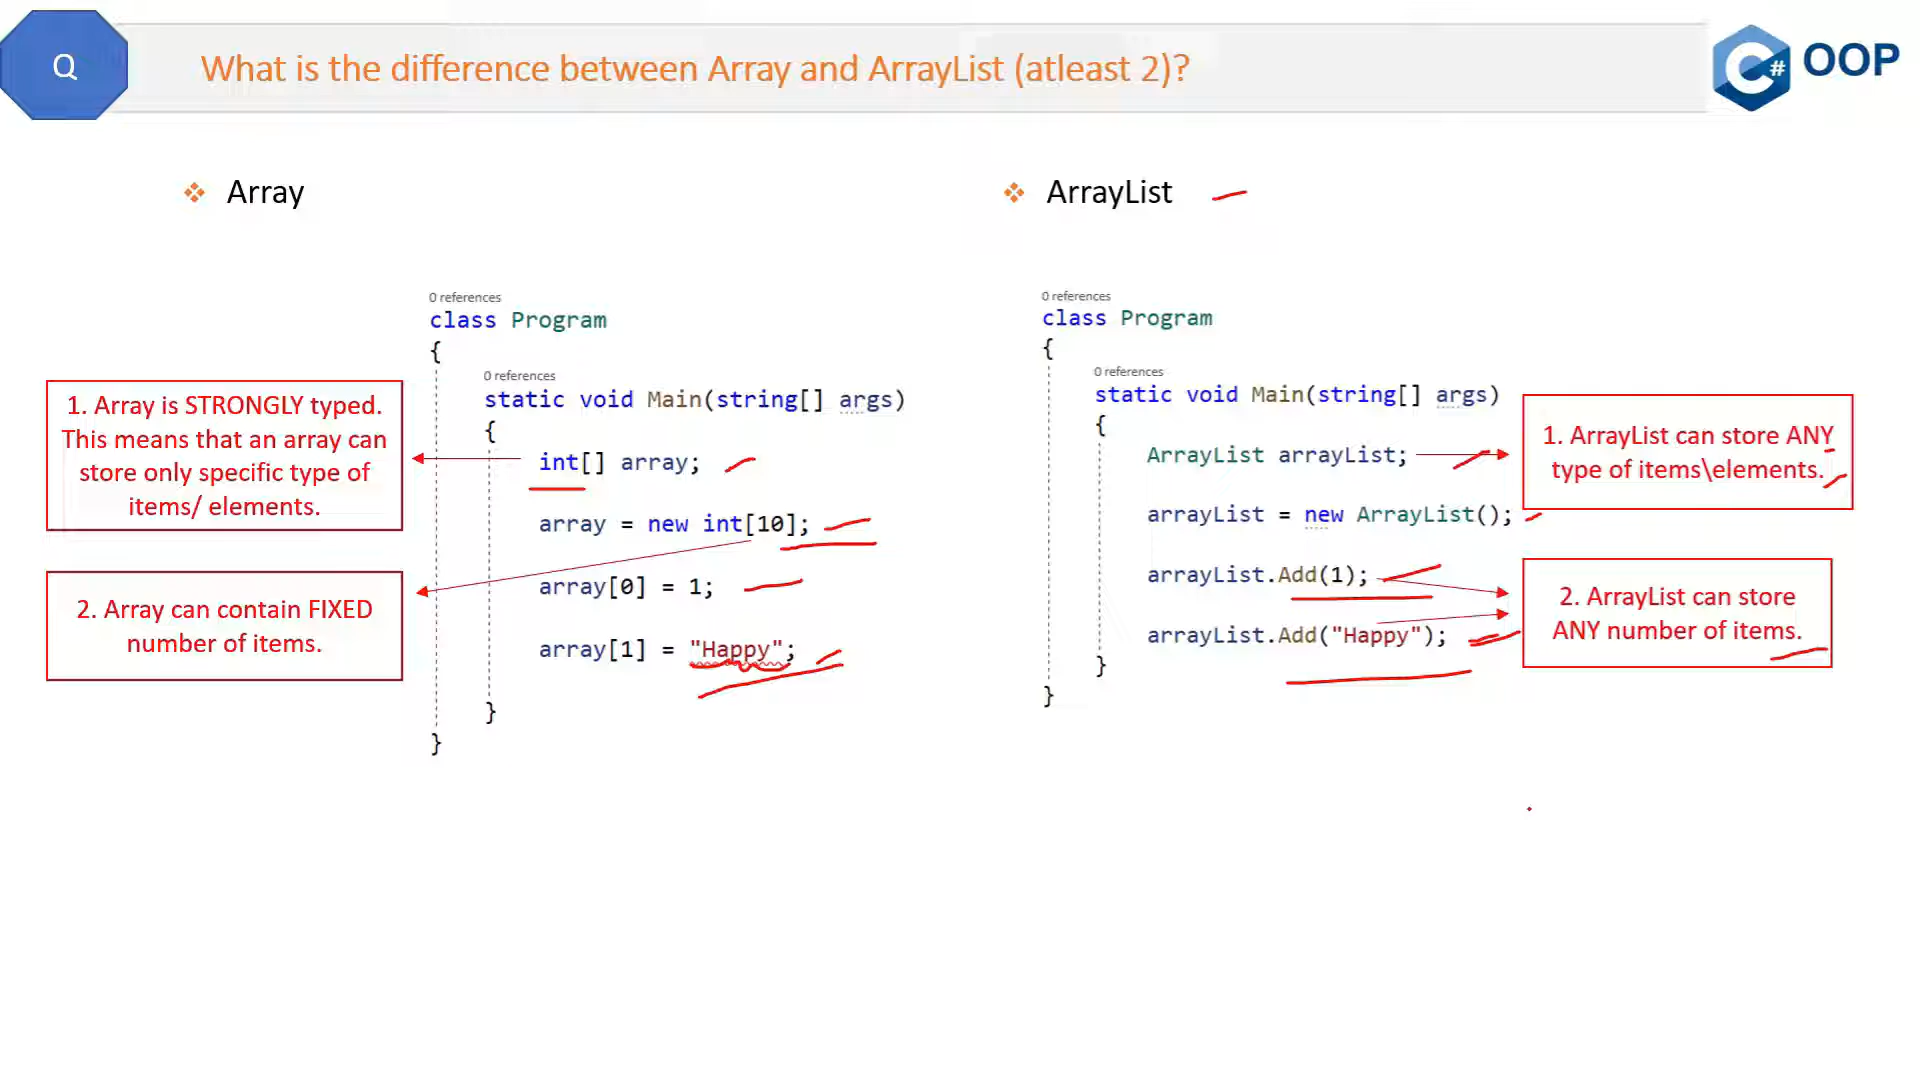 Q
What is the difference between Array and ArrayList (atleast 2)?
C# OOP
Array
0 references
class Program
{
0 references
static void Main(string[] args)
{
int[] array;
array = new int[10];
array[0] = 1;
array[1] = "Happy";
}
}
1. Array is STRONGLY typed.
This means that an array can
store only specific type of
items/ elements.
2. Array can contain FIXED
number of items.
ArrayList
0 references
class Program
{
0 references
static void Main(string[] args)
{
ArrayList arrayList;
arrayList = new ArrayList();
arrayList.Add(1);
arrayList.Add("Happy");
}
}
1. ArrayList can store ANY
type of items\elements.
2. ArrayList can store
ANY number of items.